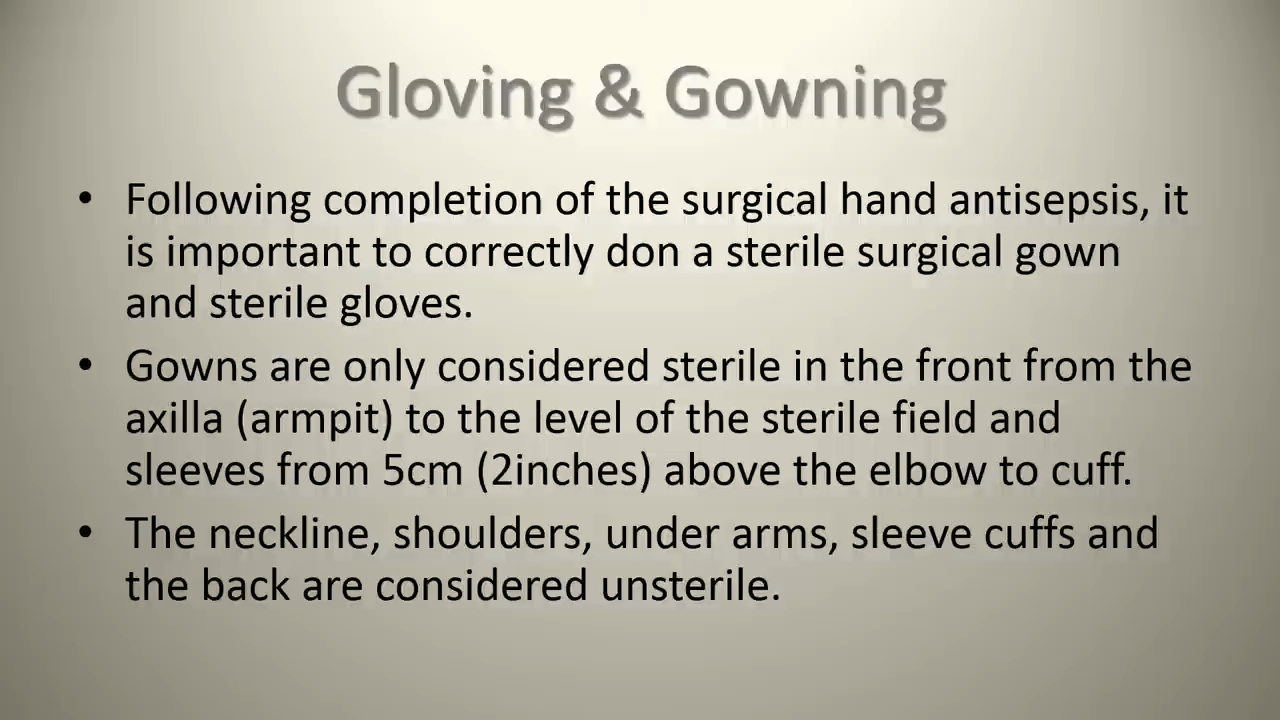 Gloving & Gowning
• Following completion of the surgical hand antisepsis, it
is important to correctly don a sterile surgical gown
and sterile gloves.
• Gowns are only considered sterile in the front from the
axilla (armpit) to the level of the sterile field and
sleeves from 5cm (2inches) above the elbow to cuff.
• The neckline, shoulders, under arms, sleeve cuffs and
the back are considered unsterile.